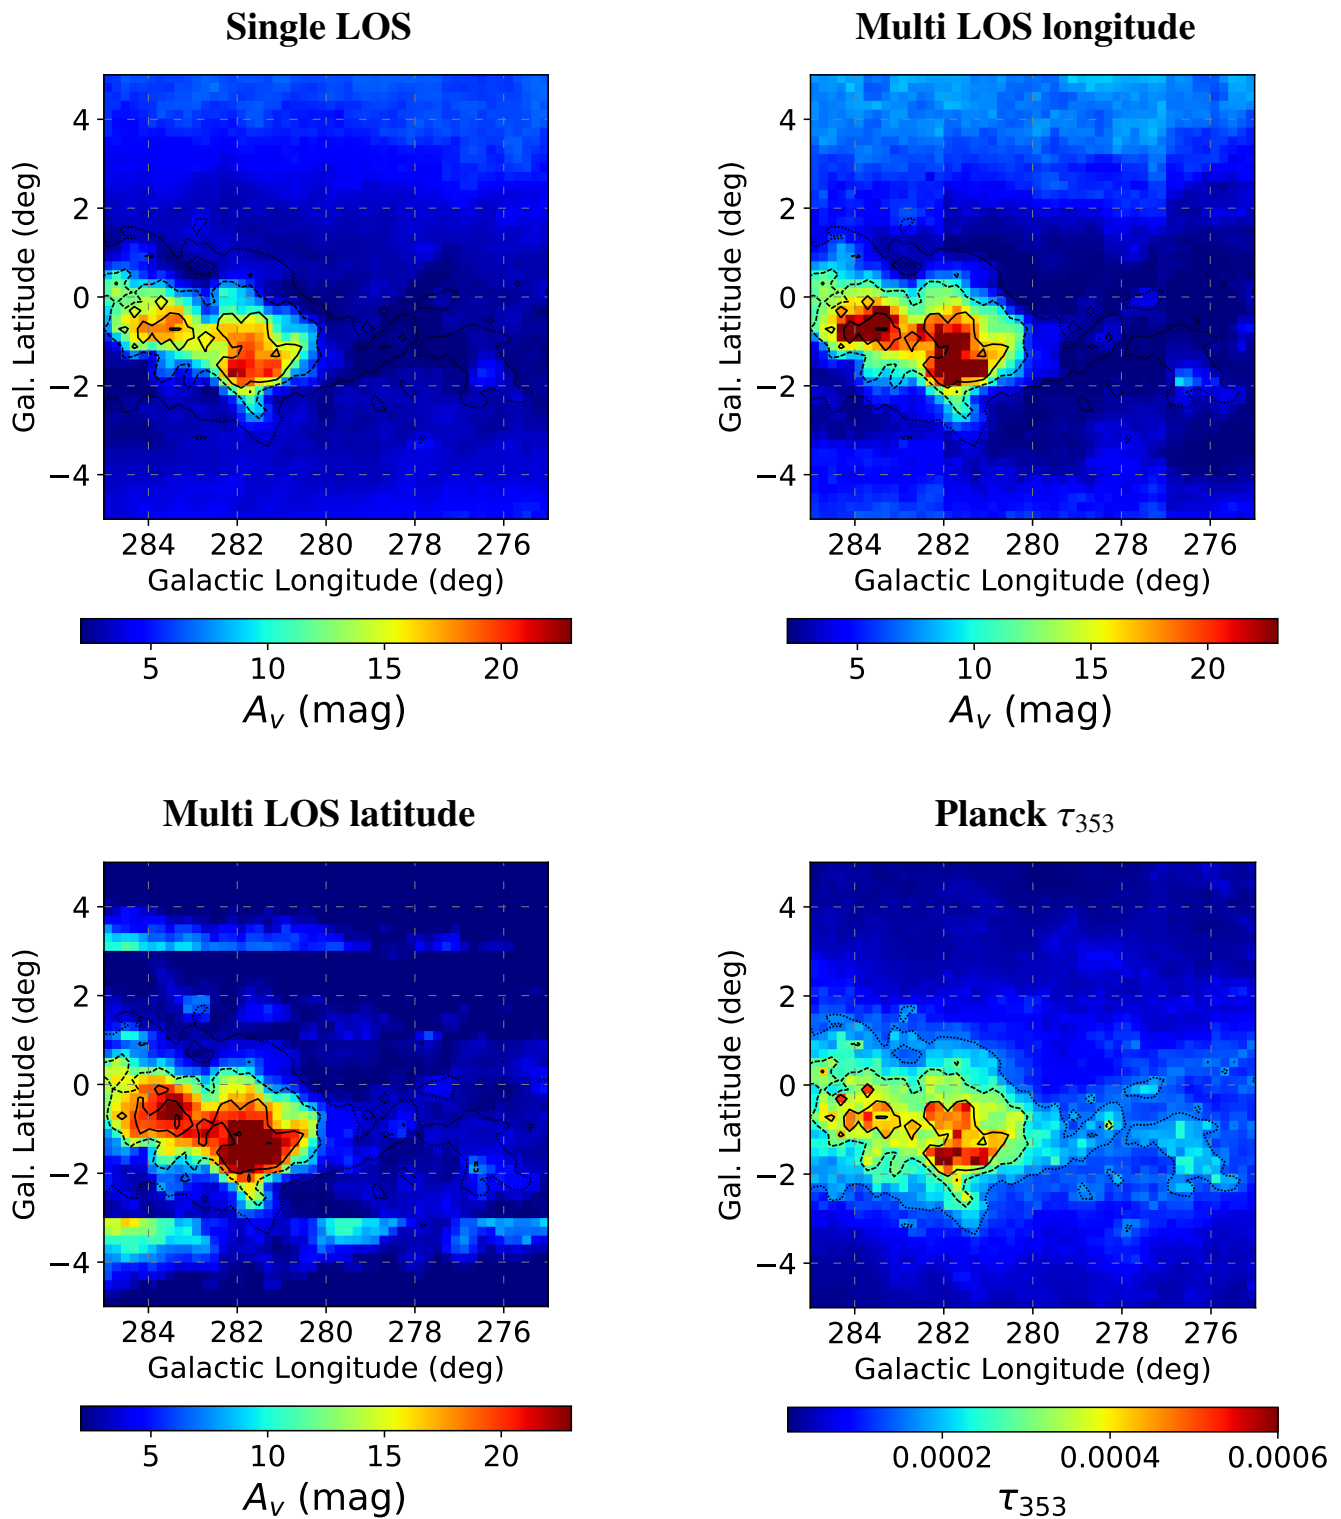 Single LOS
Multi LOS longitude
Gal. Latitude (deg)
4
2
0
−2
−4
284 282 280 278 276
Galactic Longitude (deg)
5 10 15 20
A_v (mag)
Gal. Latitude (deg)
4
2
0
−2
−4
284 282 280 278 276
Galactic Longitude (deg)
5 10 15 20
A_v (mag)
Multi LOS latitude
Planck τ₃₅₃
Gal. Latitude (deg)
4
2
0
−2
−4
284 282 280 278 276
Galactic Longitude (deg)
5 10 15 20
A_v (mag)
Gal. Latitude (deg)
4
2
0
−2
−4
284 282 280 278 276
Galactic Longitude (deg)
0.0002 0.0004 0.0006
τ₃₅₃